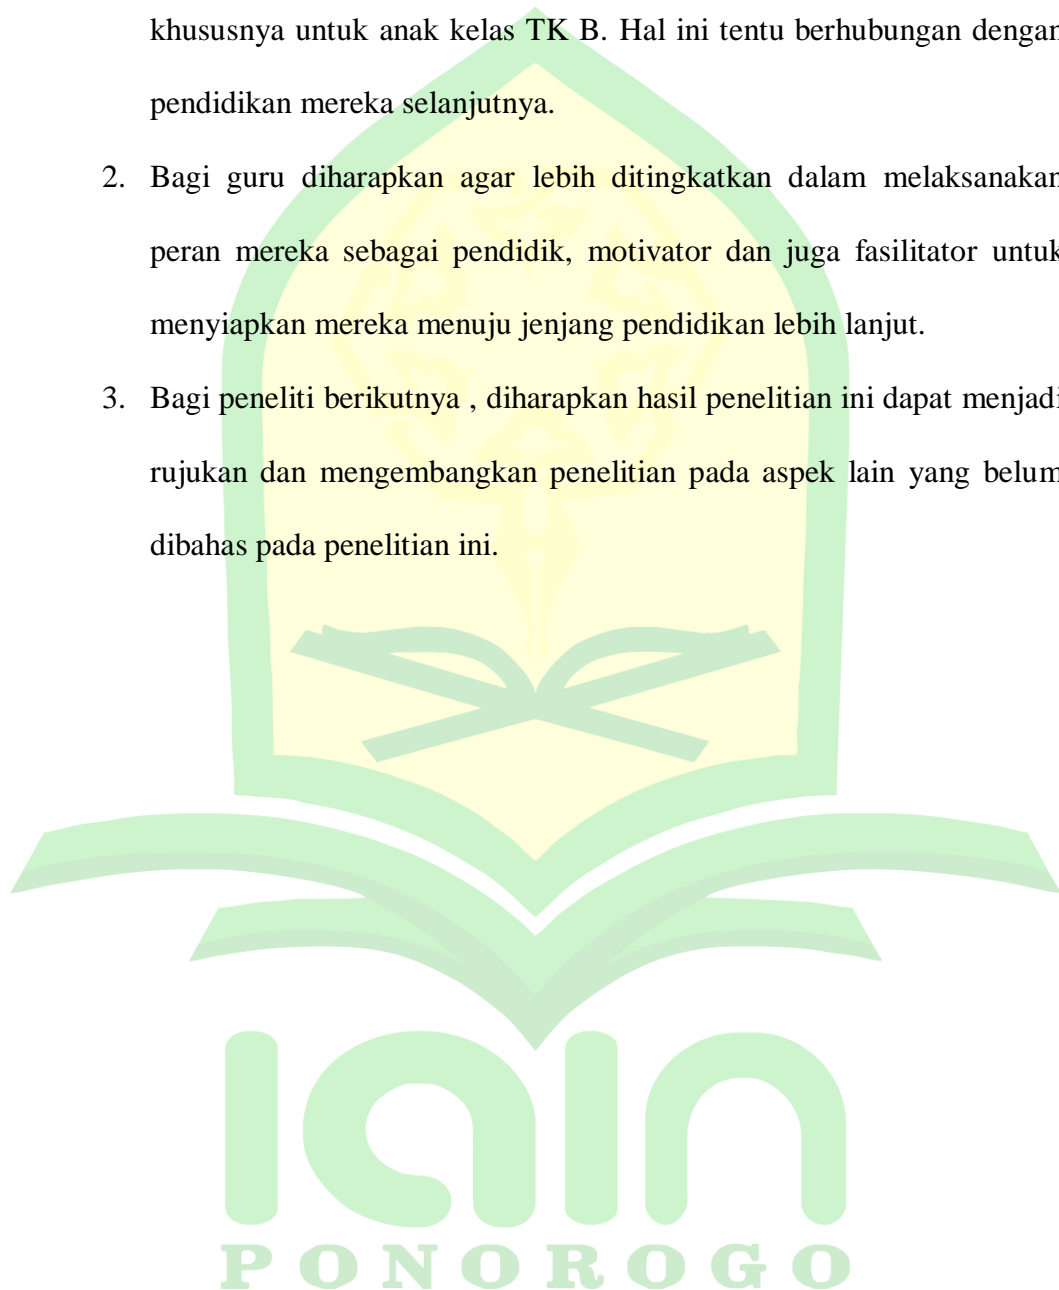 khususnya untuk anak kelas TK B. Hal ini tentu berhubungan dengan
pendidikan mereka selanjutnya.
2. Bagi guru diharapkan agar lebih ditingkatkan dalam melaksanakan
peran mereka sebagai pendidik, motivator dan juga fasilitator untuk
menyiapkan mereka menuju jenjang pendidikan lebih lanjut.
3. Bagi peneliti berikutnya , diharapkan hasil penelitian ini dapat menjadi
rujukan dan mengembangkan penelitian pada aspek lain yang belum
dibahas pada penelitian ini.
IAIN
PONOROGO